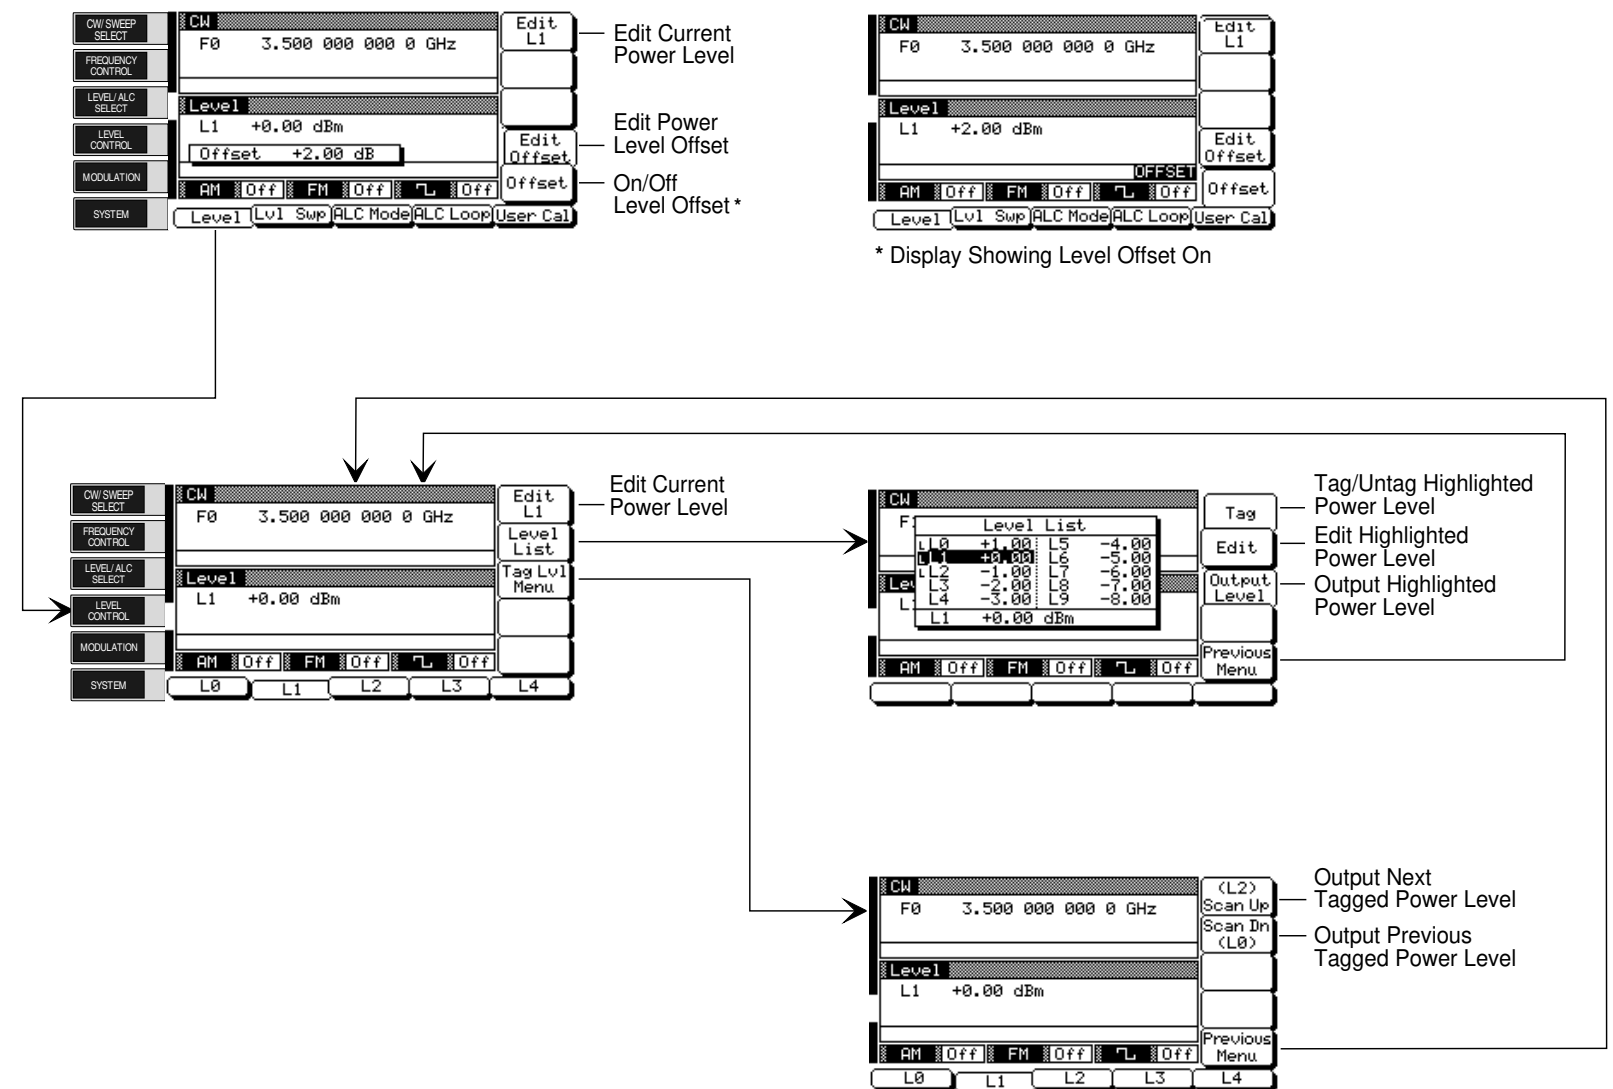 CW/ SWEEP
SELECT
FREQUENCY
CONTROL
LEVEL/ ALC
SELECT
LEVEL
CONTROL
MODULATION
SYSTEM
CW
F0 3.500 000 000 0 GHz
Level
L1 +0.00 dBm
Offset +2.00 dB
AM Off FM Off Off
Level Lvl Swp ALC Mode ALC Loop User Cal
Edit
L1
Edit
Offset
Offset
Edit Current
Power Level
Edit Power
Level Offset
On/Off
Level Offset *
CW
F0 3.500 000 000 0 GHz
Level
L1 +2.00 dBm
OFFSET
AM Off FM Off Off
Level Lvl Swp ALC Mode ALC Loop User Cal
Edit
L1
Edit
Offset
Offset
* Display Showing Level Offset On
CW/ SWEEP
SELECT
FREQUENCY
CONTROL
LEVEL/ ALC
SELECT
LEVEL
CONTROL
MODULATION
SYSTEM
CW
F0 3.500 000 000 0 GHz
Level
L1 +0.00 dBm
AM Off FM Off Off
L0 L1 L2 L3 L4
Edit
L1
Level
List
Tag Lvl
Menu
Edit Current
Power Level
CW
Level List
L0 +1.00 L5 -4.00
L1 +0.00 L6 -5.00
L2 -1.00 L7 -6.00
L3 -2.00 L8 -7.00
L4 -3.00 L9 -8.00
L1 +0.00 dBm
AM Off FM Off Off
Tag
Edit
Output
Level
Previous
Menu
Tag/Untag Highlighted
Power Level
Edit Highlighted
Power Level
Output Highlighted
Power Level
CW
F0 3.500 000 000 0 GHz
Level
L1 +0.00 dBm
AM Off FM Off Off
L0 L1 L2 L3 L4
(L2)
Scan Up
Scan Dn
(L0)
Previous
Menu
Output Next
Tagged Power Level
Output Previous
Tagged Power Level